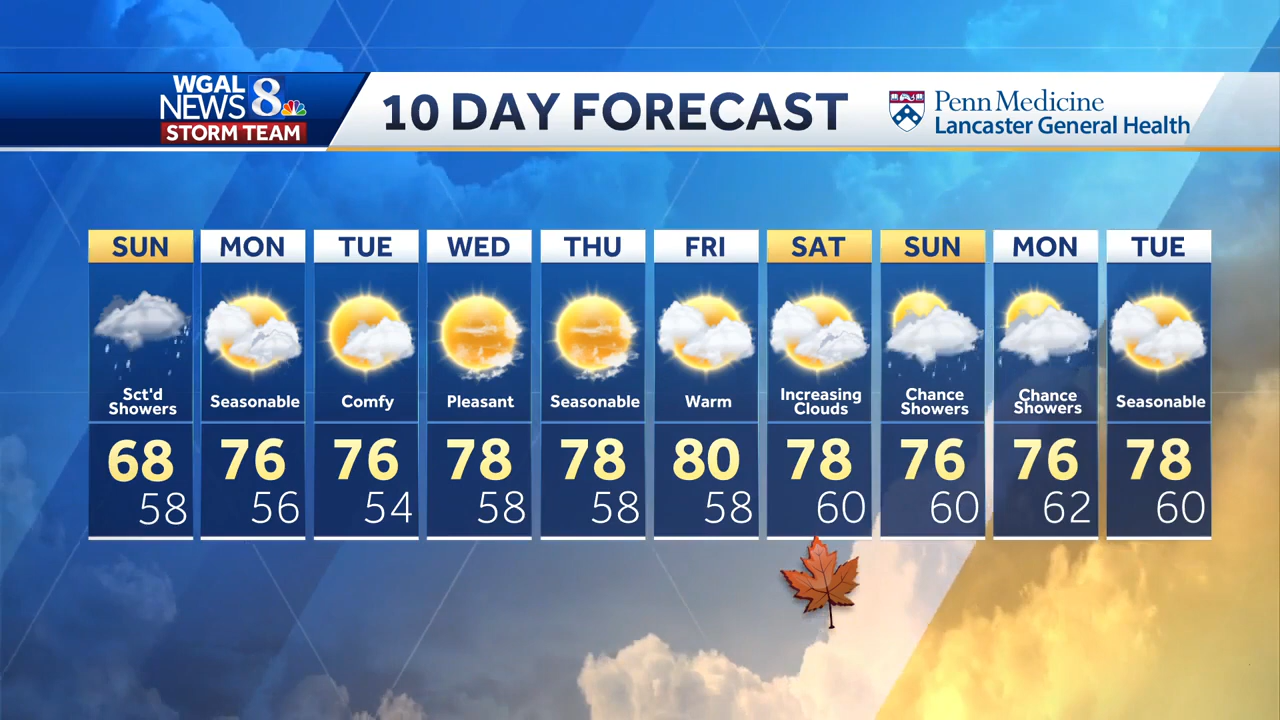 WGAL
NEWS 8
STORM TEAM
10 DAY FORECAST
Penn Medicine
Lancaster General Health
SUN MON TUE WED THU FRI SAT SUN MON TUE
Sct'd Showers Seasonable Comfy Pleasant Seasonable Warm Increasing Clouds Chance Showers Chance Showers Seasonable
68 76 76 78 78 80 78 76 76 78
58 56 54 58 58 58 60 60 62 60